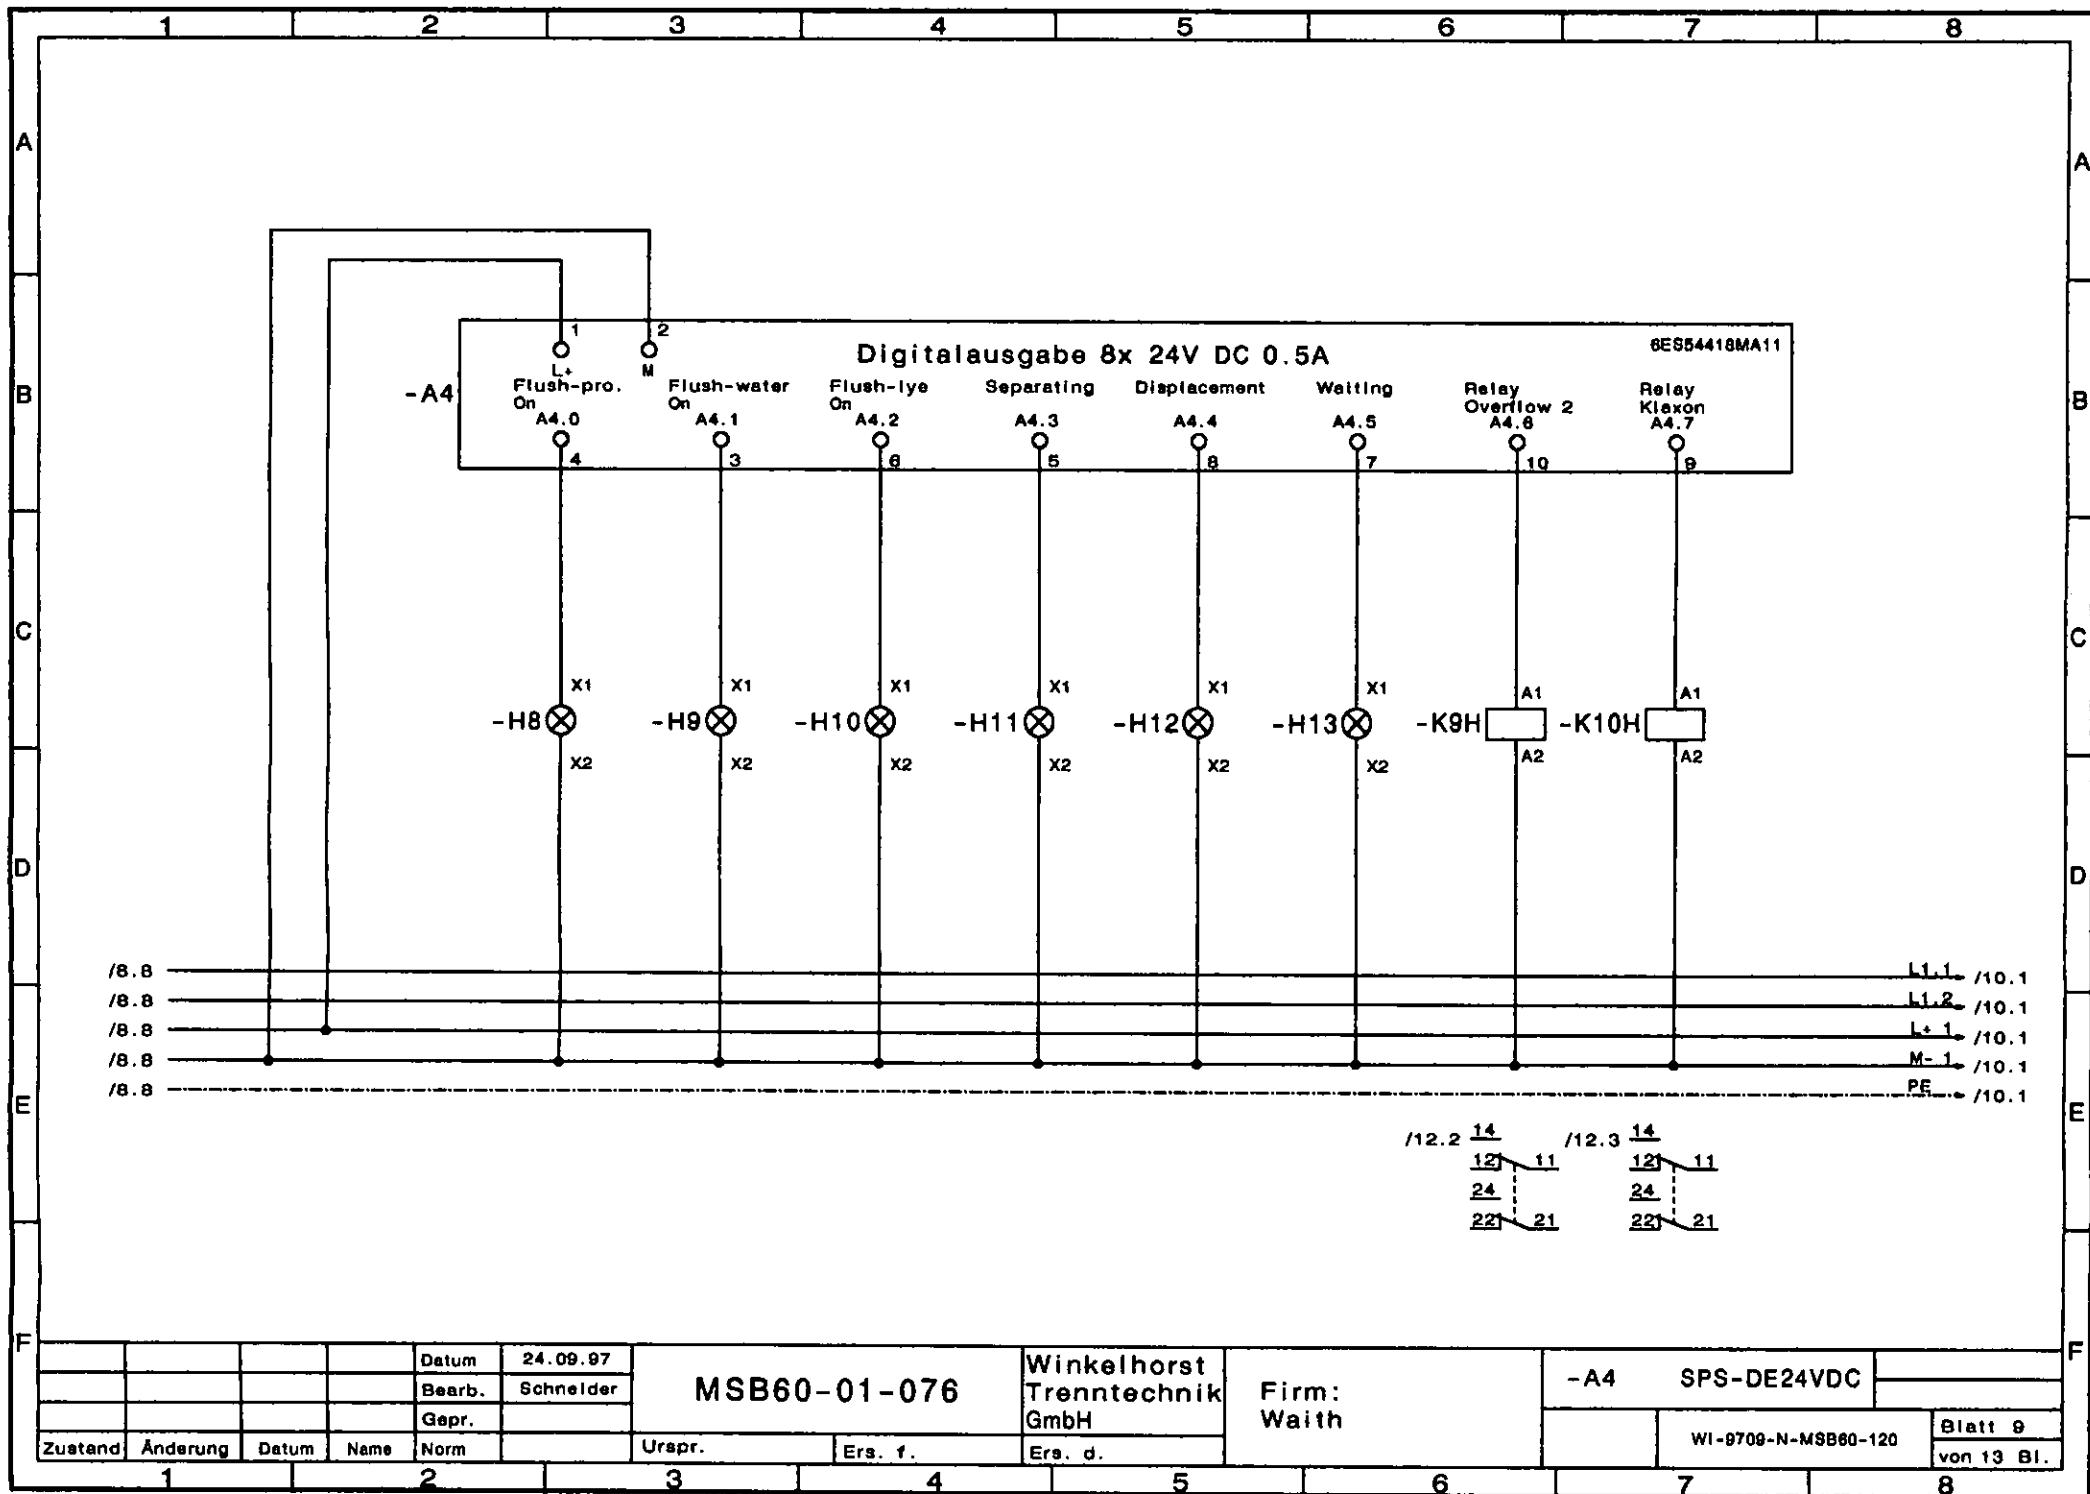 1 2 3 4 5 6 7 8
A A
1 2
Digitalausgabe 8x 24V DC 0.5A 6ES54418MA11
L+ M
-A4
B B
Flush-pro. Flush-water Flush-lye Separating Displacement Waiting Relay Relay
On On On Overflow 2 Klaxon
A4.0 A4.1 A4.2 A4.3 A4.4 A4.5 A4.6 A4.7
4 3 6 5 8 7 10 9
C C
X1 X1 X1 X1 X1 X1 A1 A1
-H8 -H9 -H10 -H11 -H12 -H13 -K9H -K10H
X2 X2 X2 X2 X2 X2 A2 A2
D D
/8.8 L1.1 /10.1
/8.8 L1.2 /10.1
/8.8 L+ 1 /10.1
/8.8 M- 1 /10.1
/8.8 PE /10.1
E E
/12.2 14 /12.3 14
12 11 12 11
24 24
22 21 22 21
F F
Datum 24.09.97
Bearb. Schneider
Gepr.
Zustand Änderung Datum Name Norm
MSB60-01-076
Urspr. Ers. f. Ers. d.
Winkelhorst
Trenntechnik
GmbH
Firm:
Waith
-A4 SPS-DE24VDC
WI-9709-N-MSB60-120
Blatt 9
von 13 Bl.
1 2 3 4 5 6 7 8